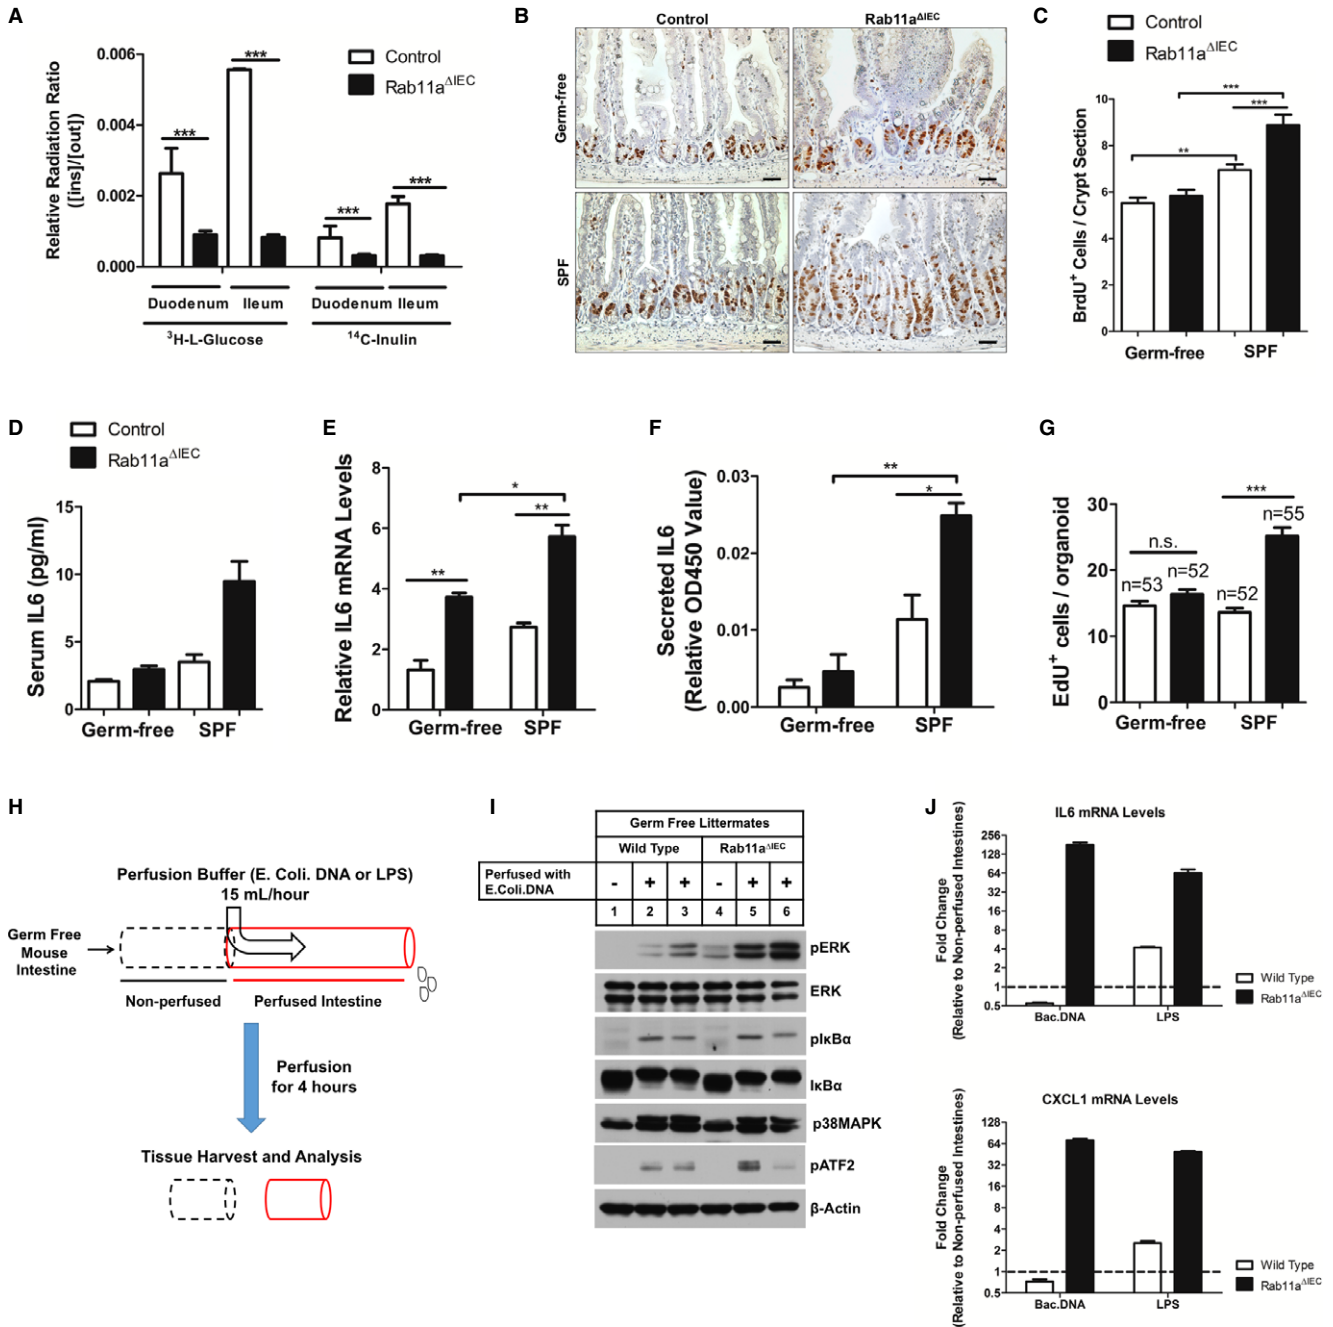 A
Relative Radiation Ratio
([ins]/[out])
0.006
0.004
0.002
0.000
Control
Rab11aΔIEC
***
***
***
***
Duodenum
Ileum
Duodenum
Ileum
³H-L-Glucose
¹⁴C-Inulin
B
Control
Rab11aΔIEC
Germ-free
SPF
C
Control
Rab11aΔIEC
BrdU⁺ Cells / Crypt Section
10
8
6
4
2
0
***
***
**
Germ-free
SPF
D
Control
Rab11aΔIEC
Serum IL6 (pg/ml)
15
10
5
0
Germ-free
SPF
E
Relative IL6 mRNA Levels
8
6
4
2
0
*
**
**
Germ-free
SPF
F
Secreted IL6
(Relative OD450 Value)
0.03
0.02
0.01
0.00
**
*
Germ-free
SPF
G
EdU⁺ cells / organoid
30
20
10
0
***
n=55
n.s.
n=52
n=53
n=52
Germ-free
SPF
H
Perfusion Buffer (E. Coli. DNA or LPS)
15 mL/hour
Germ Free
Mouse
Intestine
Non-perfused
Perfused Intestine
Perfusion
for 4 hours
Tissue Harvest and Analysis
I
Germ Free Littermates
Wild Type
Rab11aΔIEC
Perfused with
E.Coli.DNA
- + + - + +
1 2 3 4 5 6
pERK
ERK
pIκBα
IκBα
p38MAPK
pATF2
β-Actin
J
IL6 mRNA Levels
Fold Change
(Relative to Non-perfused Intestines)
256
128
64
32
16
8
4
2
1
0.5
Wild Type
Rab11aΔIEC
Bac.DNA
LPS
CXCL1 mRNA Levels
Fold Change
(Relative to Non-perfused Intestines)
128
64
32
16
8
4
2
1
0.5
Wild Type
Rab11aΔIEC
Bac.DNA
LPS